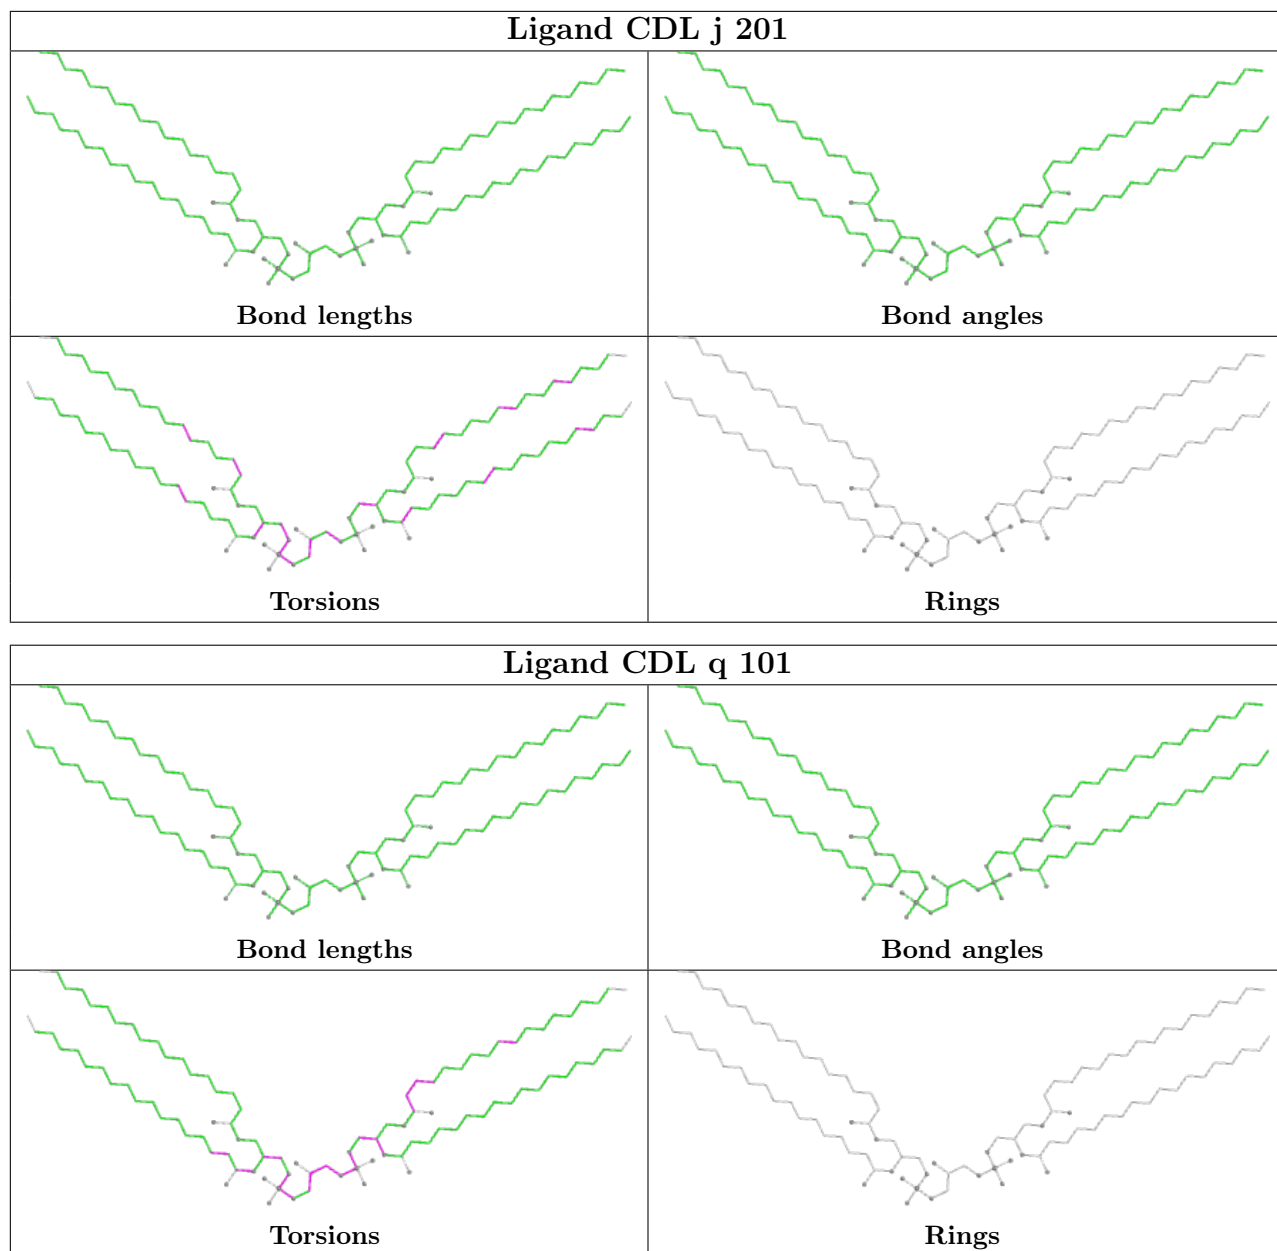 Ligand CDL j 201
Bond lengths
Bond angles
Torsions
Rings
Ligand CDL q 101
Bond lengths
Bond angles
Torsions
Rings